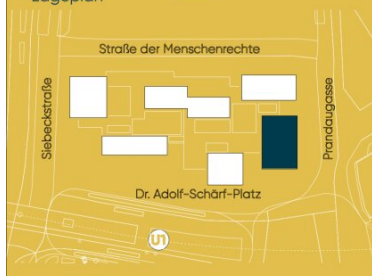 Lageplan
Straße der Menschenrechte
Siebeckstraße
Prandaugasse
Dr. Adolf-Schärf-Platz
U1